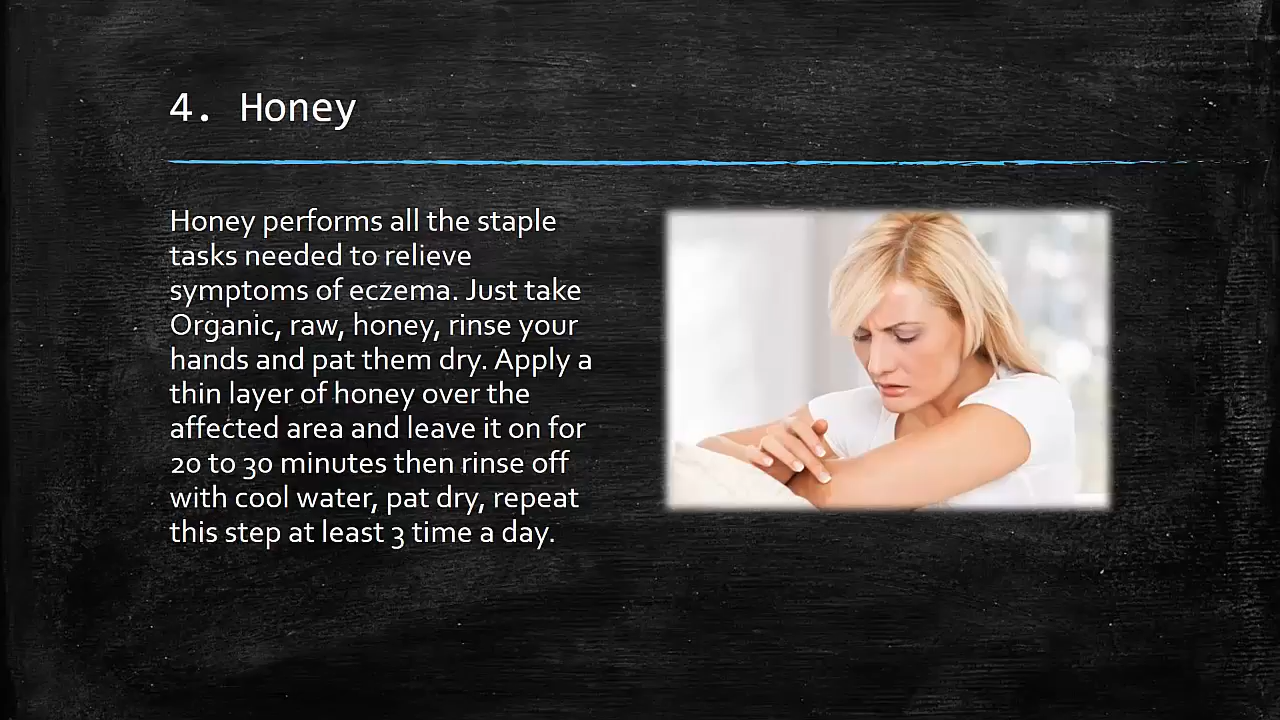 4. Honey
Honey performs all the staple
tasks needed to relieve
symptoms of eczema. Just take
Organic, raw, honey, rinse your
hands and pat them dry. Apply a
thin layer of honey over the
affected area and leave it on for
20 to 30 minutes then rinse off
with cool water, pat dry, repeat
this step at least 3 time a day.